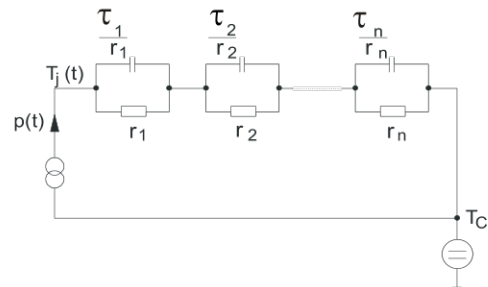 τ1 τ2 τn
r1 r2 rn
Tj (t)
p(t)
r1 r2 rn
TC